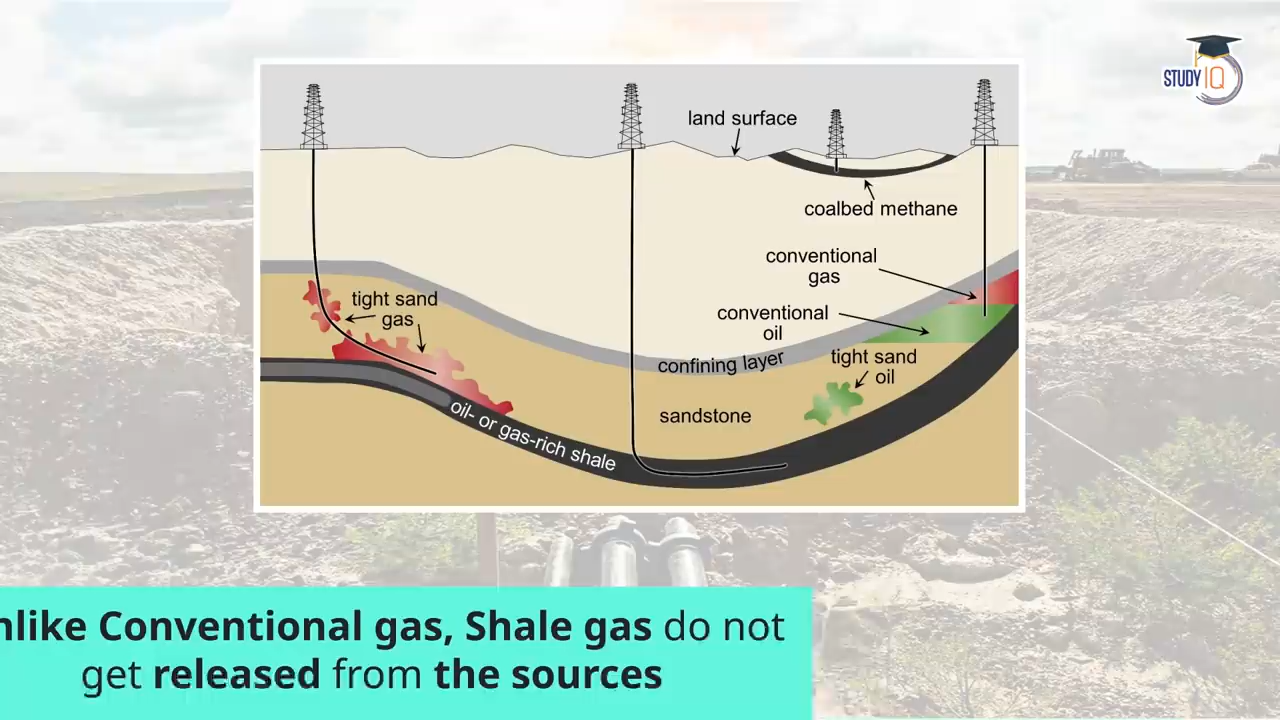 STUDY IQ
land surface
coalbed methane
conventional
gas
conventional
oil
tight sand
gas
confining layer
tight sand
oil
sandstone
oil- or gas-rich shale
nlike Conventional gas, Shale gas do not
get released from the sources